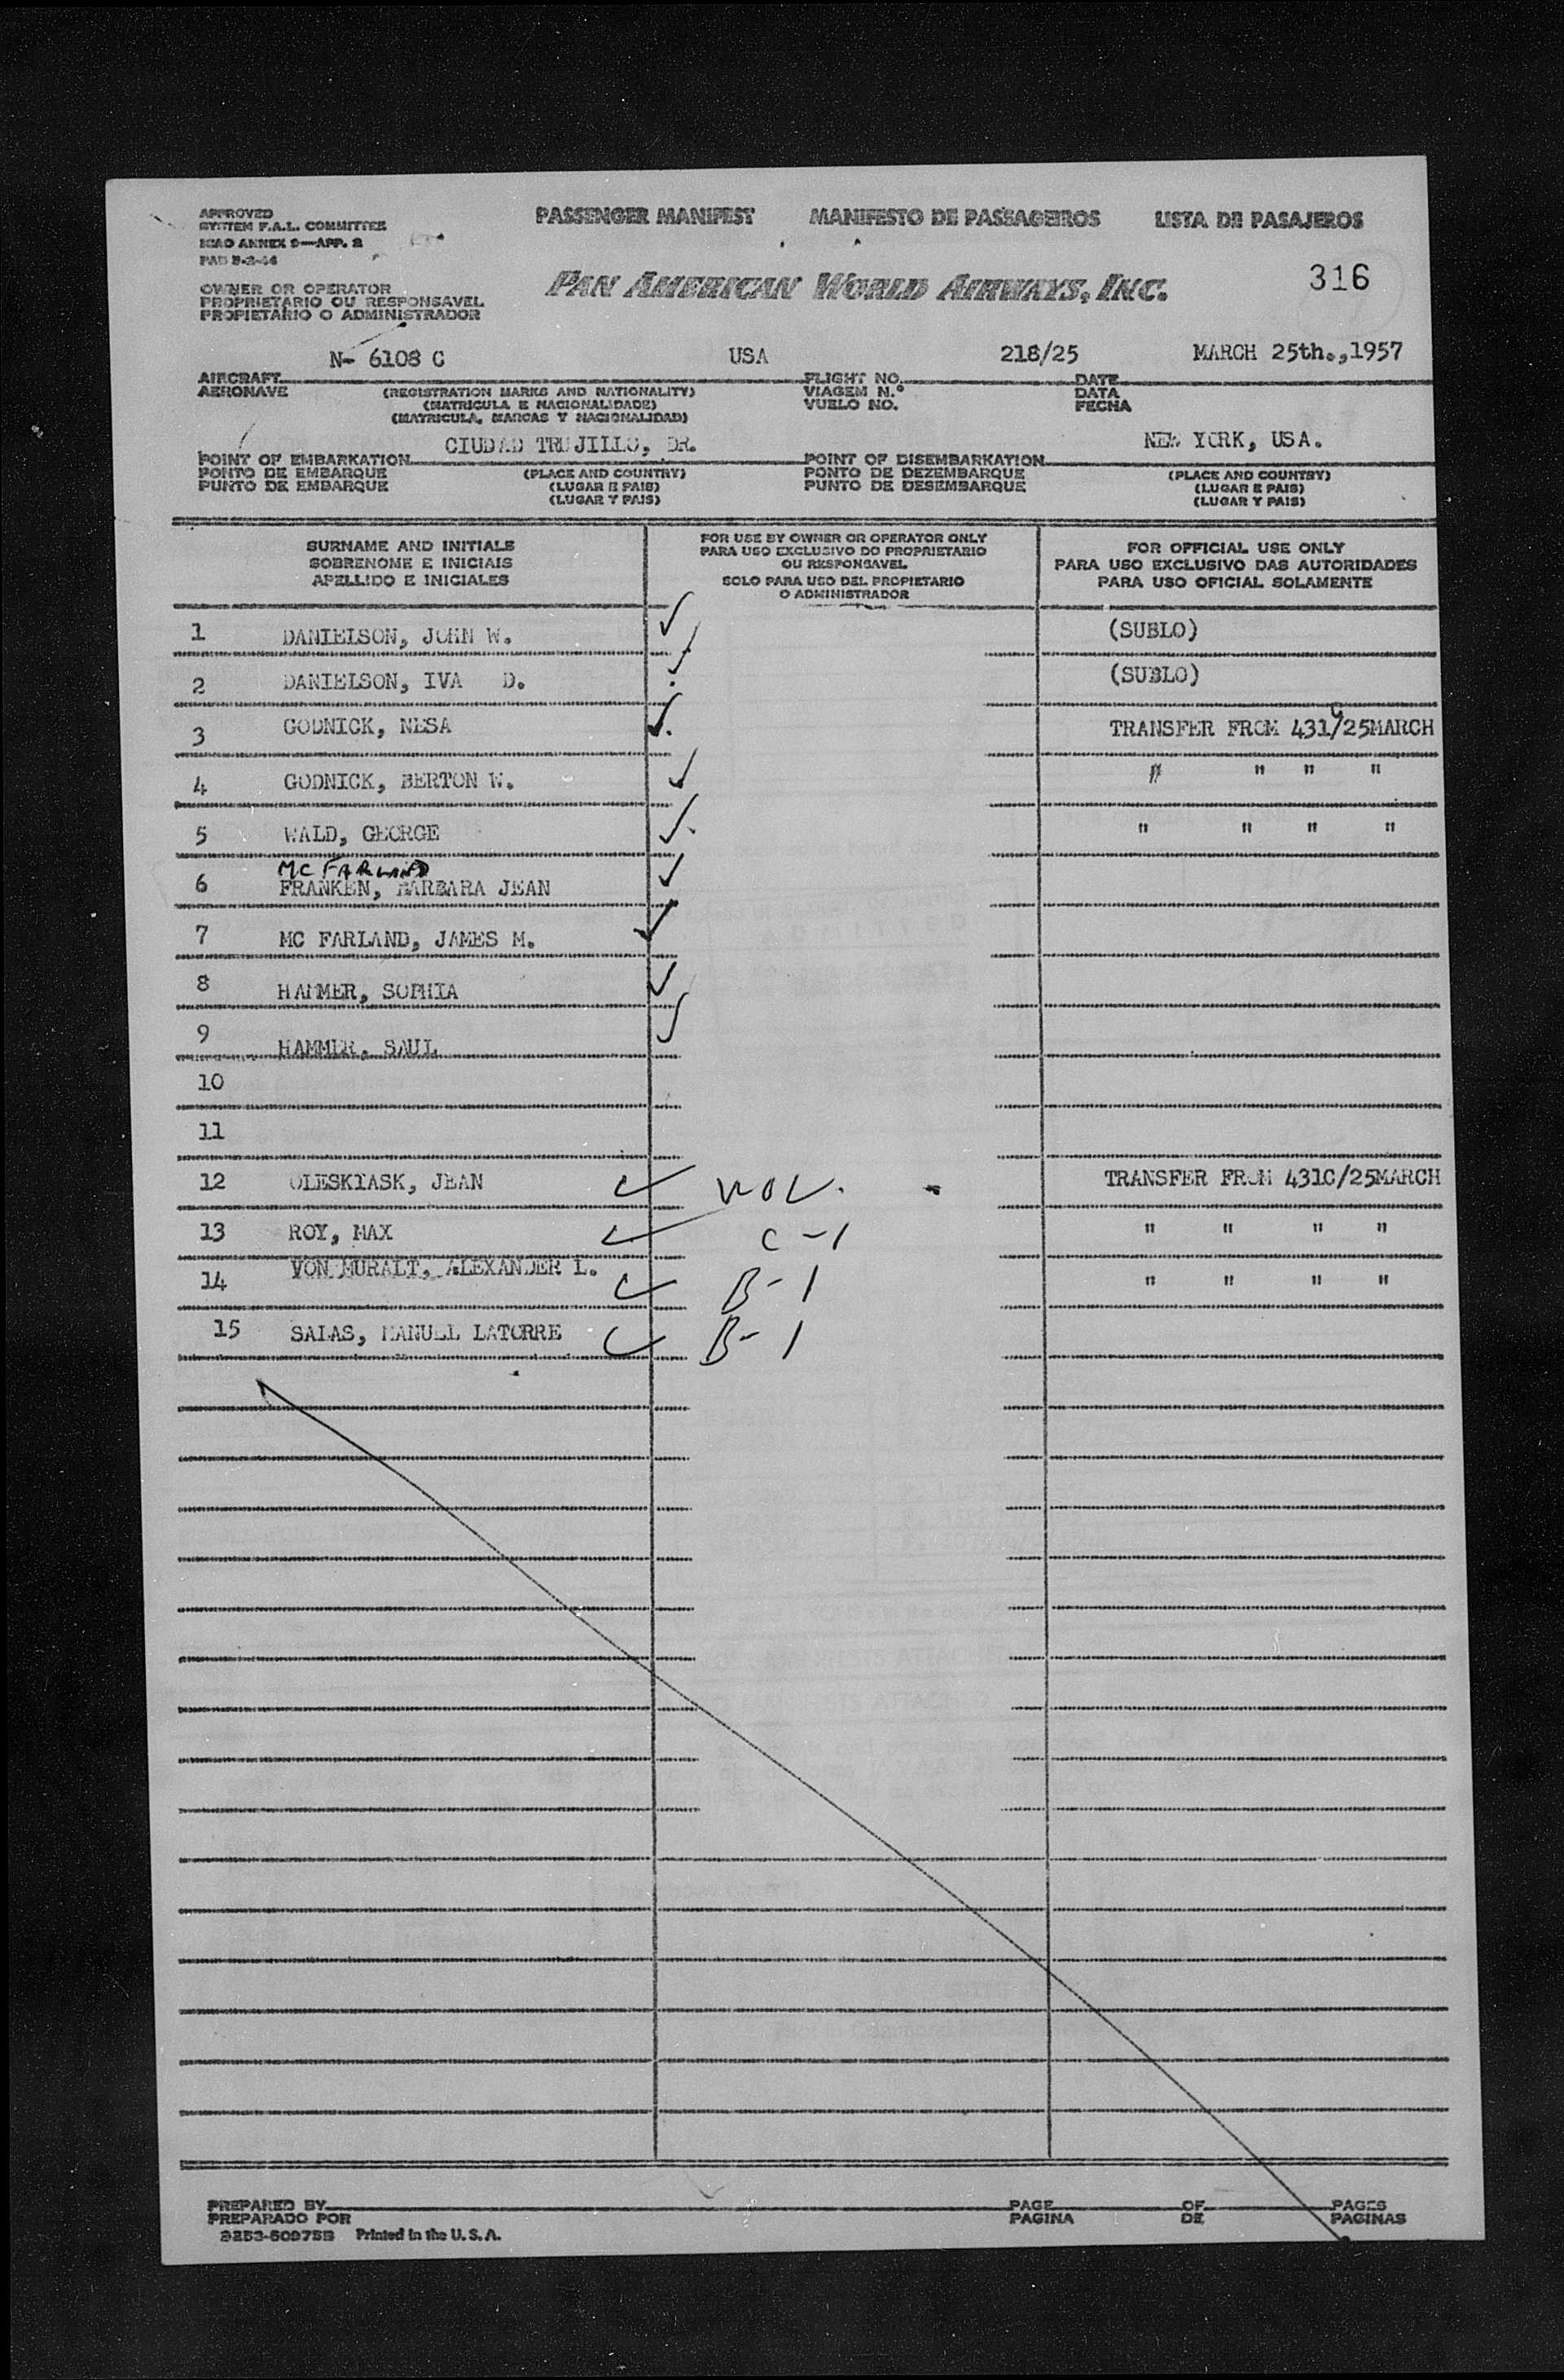 APPROVED
SYSTEM F.A.L. COMMITTEE
ICAO ANNEX 9—APP. 2
PASSENGER MANIFEST MANIFESTO DE PASSAGEIROS LISTA DE PASAJEROS
PAN AMERICAN WORLD AIRWAYS, INC.
316
OWNER OR OPERATOR
PROPRIETARIO OU RESPONSAVEL
PROPIETARIO O ADMINISTRADOR
N- 6108 C USA 218/25 MARCH 25th.,1957
AIRCRAFT FLIGHT NO. DATE
AERONAVE (REGISTRATION MARKS AND NATIONALITY) VIAGEM N.° DATA
(MATRICULA E NACIONALIDADE) VUELO NO. FECHA
(MATRICULA, MARCAS Y NACIONALIDAD)
CIUDAD TRUJILLO, DR. NEW YORK, USA.
POINT OF EMBARKATION POINT OF DISEMBARKATION
PONTO DE EMBARQUE (PLACE AND COUNTRY) PONTO DE DEZEMBARQUE (PLACE AND COUNTRY)
PUNTO DE EMBARQUE (LUGAR E PAIS) PUNTO DE DESEMBARQUE (LUGAR E PAIS)
(LUGAR Y PAIS) (LUGAR Y PAIS)
SURNAME AND INITIALS
SOBRENOME E INICIAIS
APELLIDO E INICIALES
FOR USE BY OWNER OR OPERATOR ONLY
PARA USO EXCLUSIVO DO PROPRIETARIO
OU RESPONSAVEL
SOLO PARA USO DEL PROPIETARIO
O ADMINISTRADOR
FOR OFFICIAL USE ONLY
PARA USO EXCLUSIVO DAS AUTORIDADES
PARA USO OFICIAL SOLAMENTE
1 DANIELSON, JOHN W. (SUBLO)
2 DANIELSON, IVA D. (SUBLO)
3 GODNICK, NESA TRANSFER FROM 431/25MARCH
4 GODNICK, BERTON W. " " " "
5 WALD, GEORGE " " " "
MC FARLAND
6 FRANKEN, BARBARA JEAN
7 MC FARLAND, JAMES M.
8 HAMMER, SOPHIA
9 HAMMER, SAUL
10
11
12 OLESKIASK, JEAN TRANSFER FROM 431C/25MARCH
13 ROY, MAX C-1 " " " "
14 VON MURALT, ALEXANDER L. B-1 " " " "
15 SALAS, MANUEL LATORRE B-1
PREPARED BY PAGE OF PAGES
PREPARADO POR PAGINA DE PAGINAS
Printed in the U. S. A.